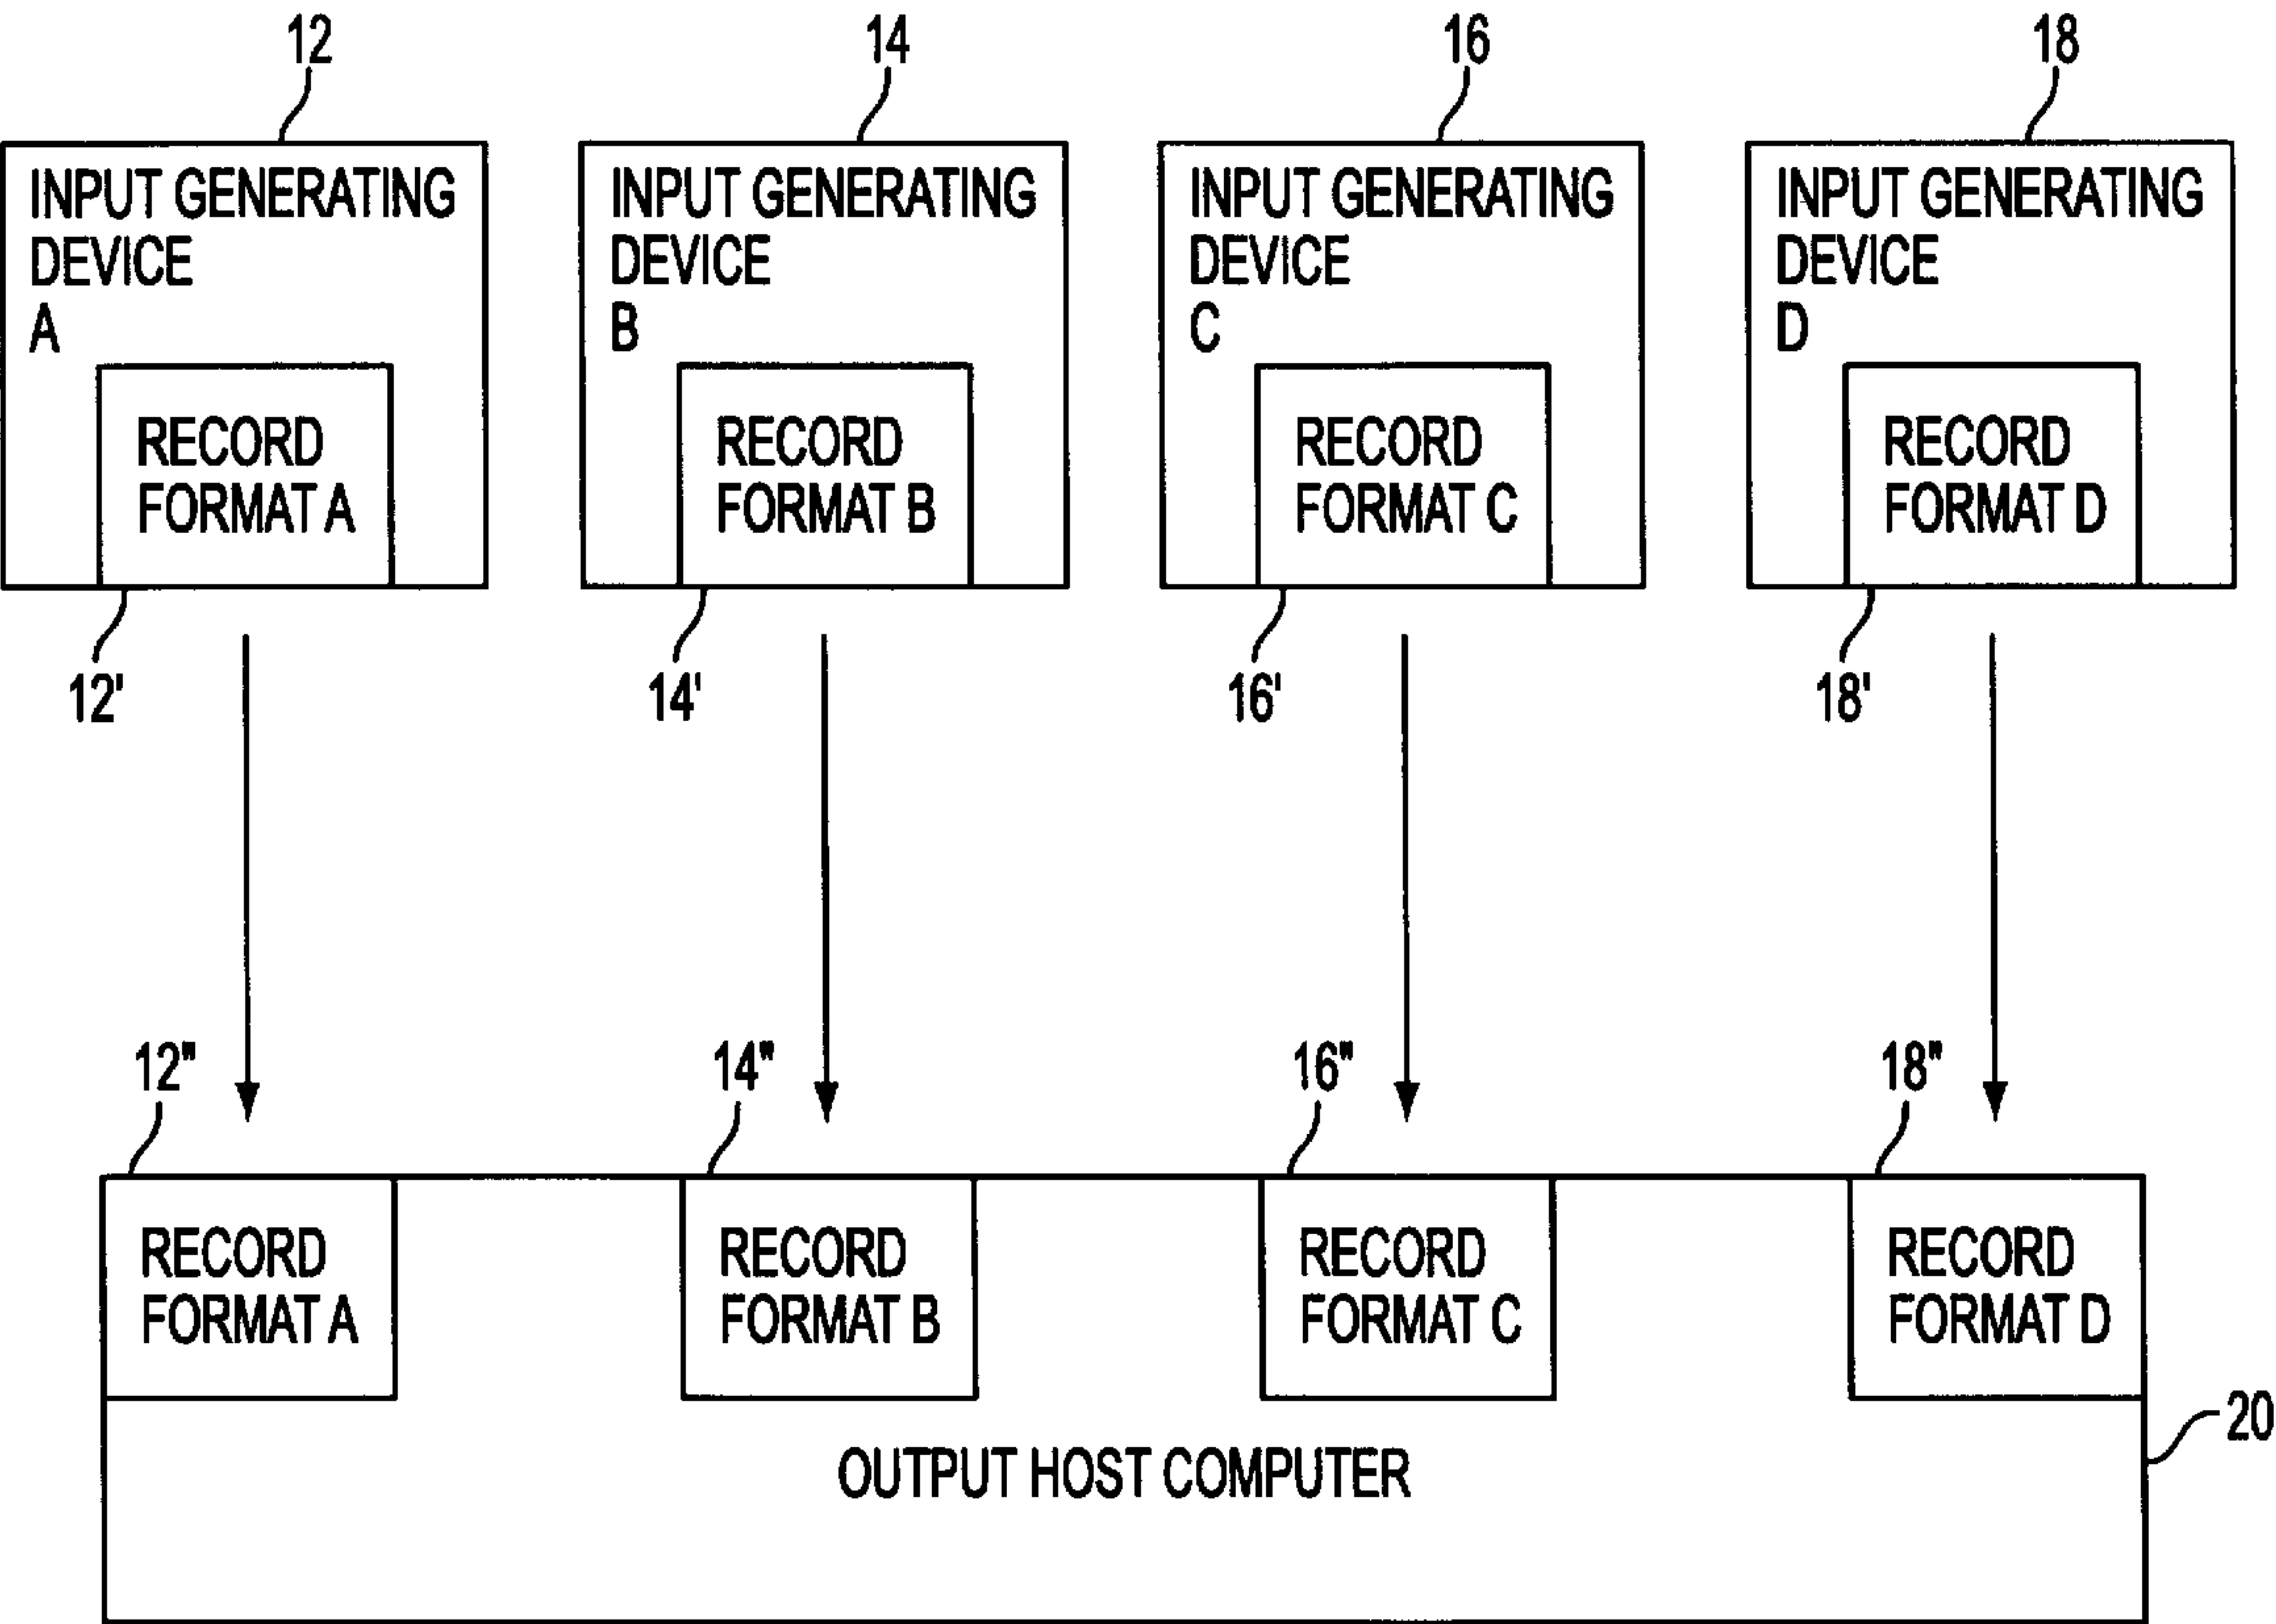 12
14
16
18
INPUT GENERATING
DEVICE
A
INPUT GENERATING
DEVICE
B
INPUT GENERATING
DEVICE
C
INPUT GENERATING
DEVICE
D
RECORD
FORMAT A
RECORD
FORMAT B
RECORD
FORMAT C
RECORD
FORMAT D
12'
14'
16'
18'
12"
14"
16"
18"
RECORD
FORMAT A
RECORD
FORMAT B
RECORD
FORMAT C
RECORD
FORMAT D
20
OUTPUT HOST COMPUTER